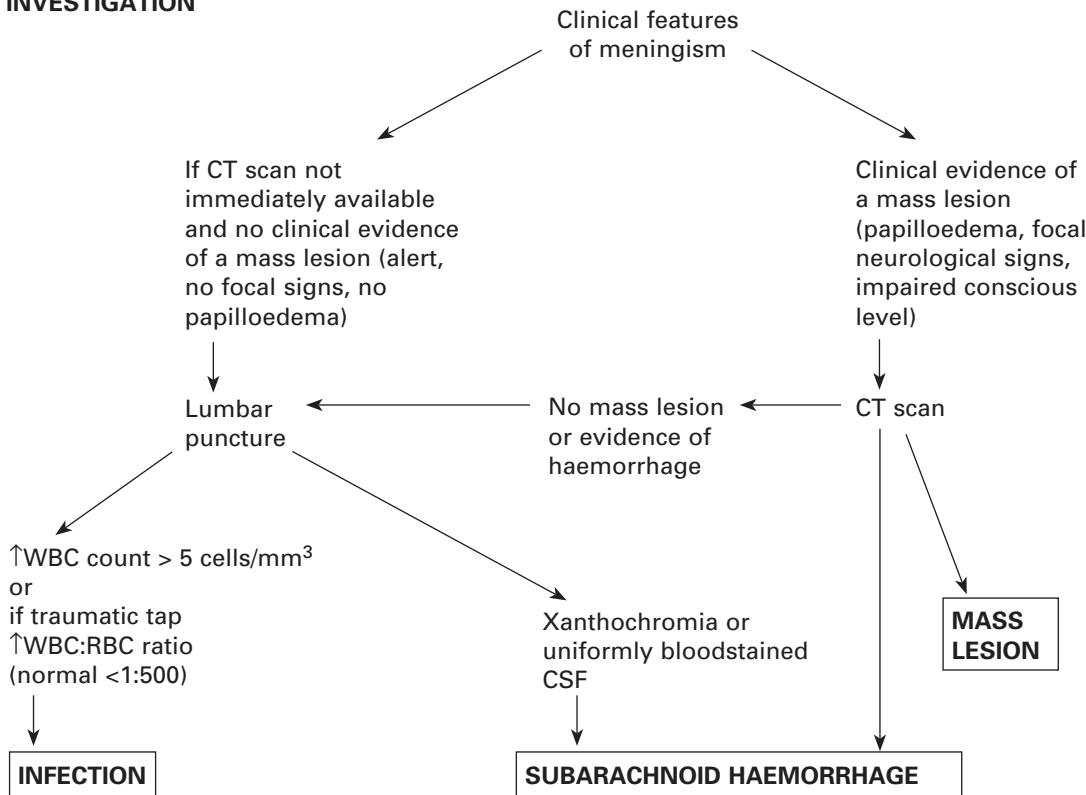 INVESTIGATION
Clinical features
of meningism
If CT scan not
immediately available
and no clinical evidence
of a mass lesion (alert,
no focal signs, no
papilloedema)
Clinical evidence of
a mass lesion
(papilloedema, focal
neurological signs,
impaired conscious
level)
Lumbar
puncture
No mass lesion
or evidence of
haemorrhage
CT scan
↑WBC count > 5 cells/mm³
or
if traumatic tap
↑WBC:RBC ratio
(normal <1:500)
Xanthochromia or
uniformly bloodstained
CSF
MASS
LESION
INFECTION
SUBARACHNOID HAEMORRHAGE